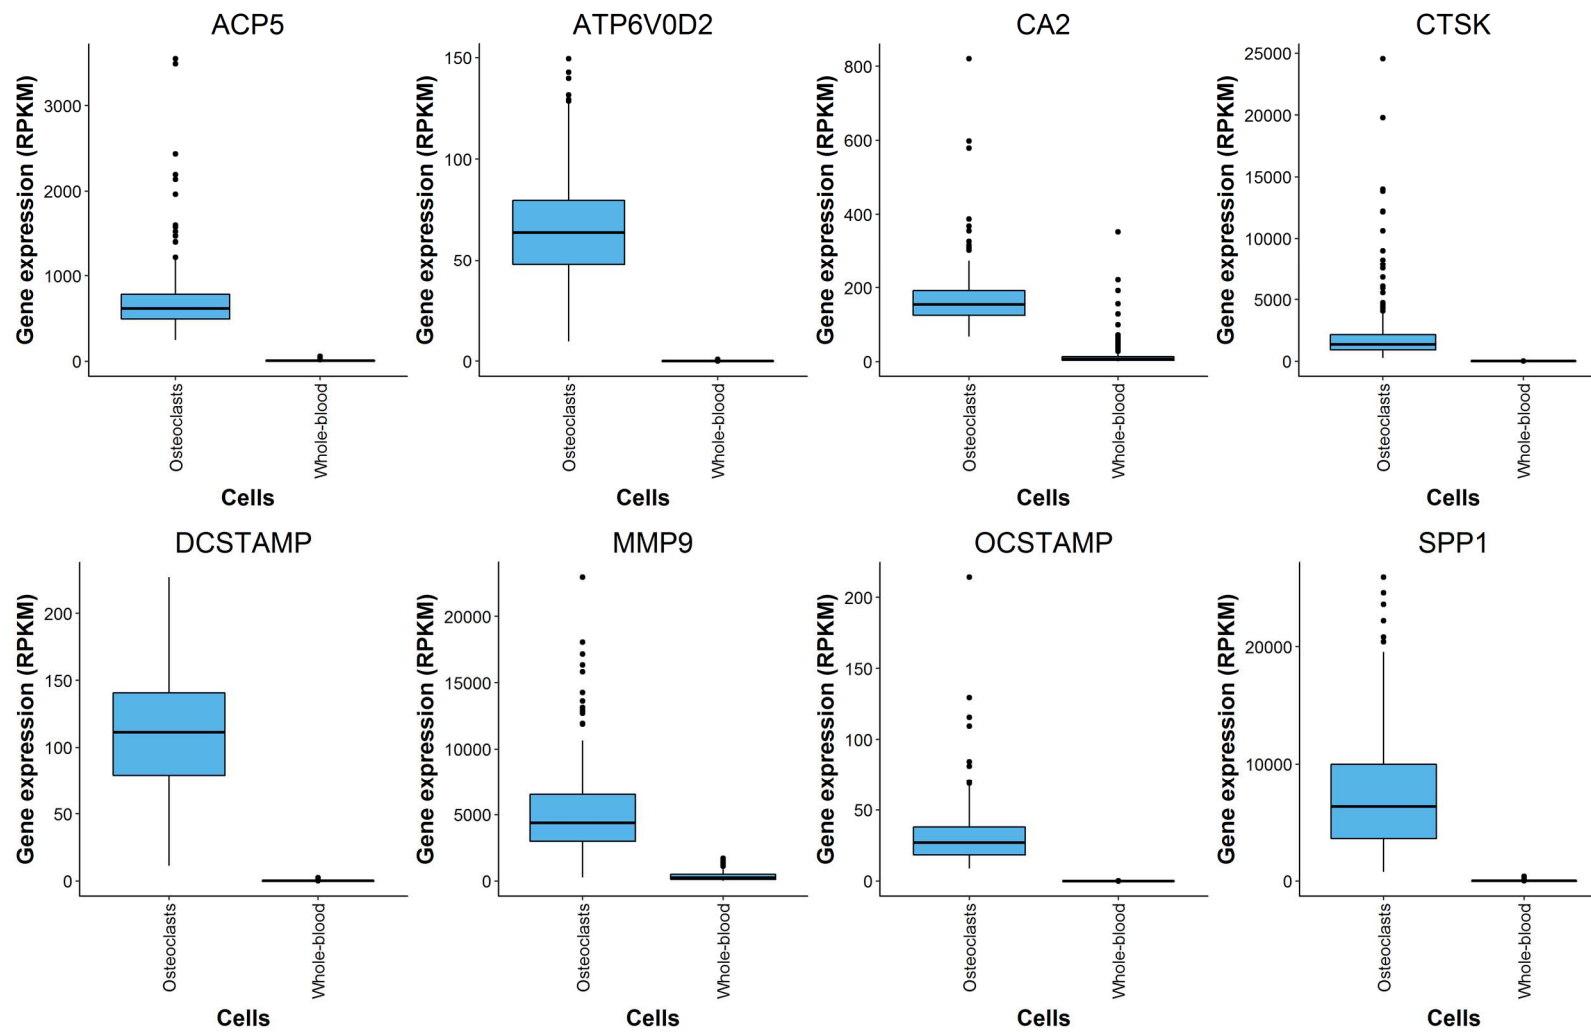 ACP5
Gene expression (RPKM)
3000
2000
1000
0
Osteoclasts
Whole-blood
Cells
ATP6V0D2
Gene expression (RPKM)
150
100
50
0
Osteoclasts
Whole-blood
Cells
CA2
Gene expression (RPKM)
800
600
400
200
0
Osteoclasts
Whole-blood
Cells
CTSK
Gene expression (RPKM)
25000
20000
15000
10000
5000
0
Osteoclasts
Whole-blood
Cells
DCSTAMP
Gene expression (RPKM)
200
150
100
50
0
Osteoclasts
Whole-blood
Cells
MMP9
Gene expression (RPKM)
20000
15000
10000
5000
0
Osteoclasts
Whole-blood
Cells
OCSTAMP
Gene expression (RPKM)
200
150
100
50
0
Osteoclasts
Whole-blood
Cells
SPP1
Gene expression (RPKM)
20000
10000
0
Osteoclasts
Whole-blood
Cells